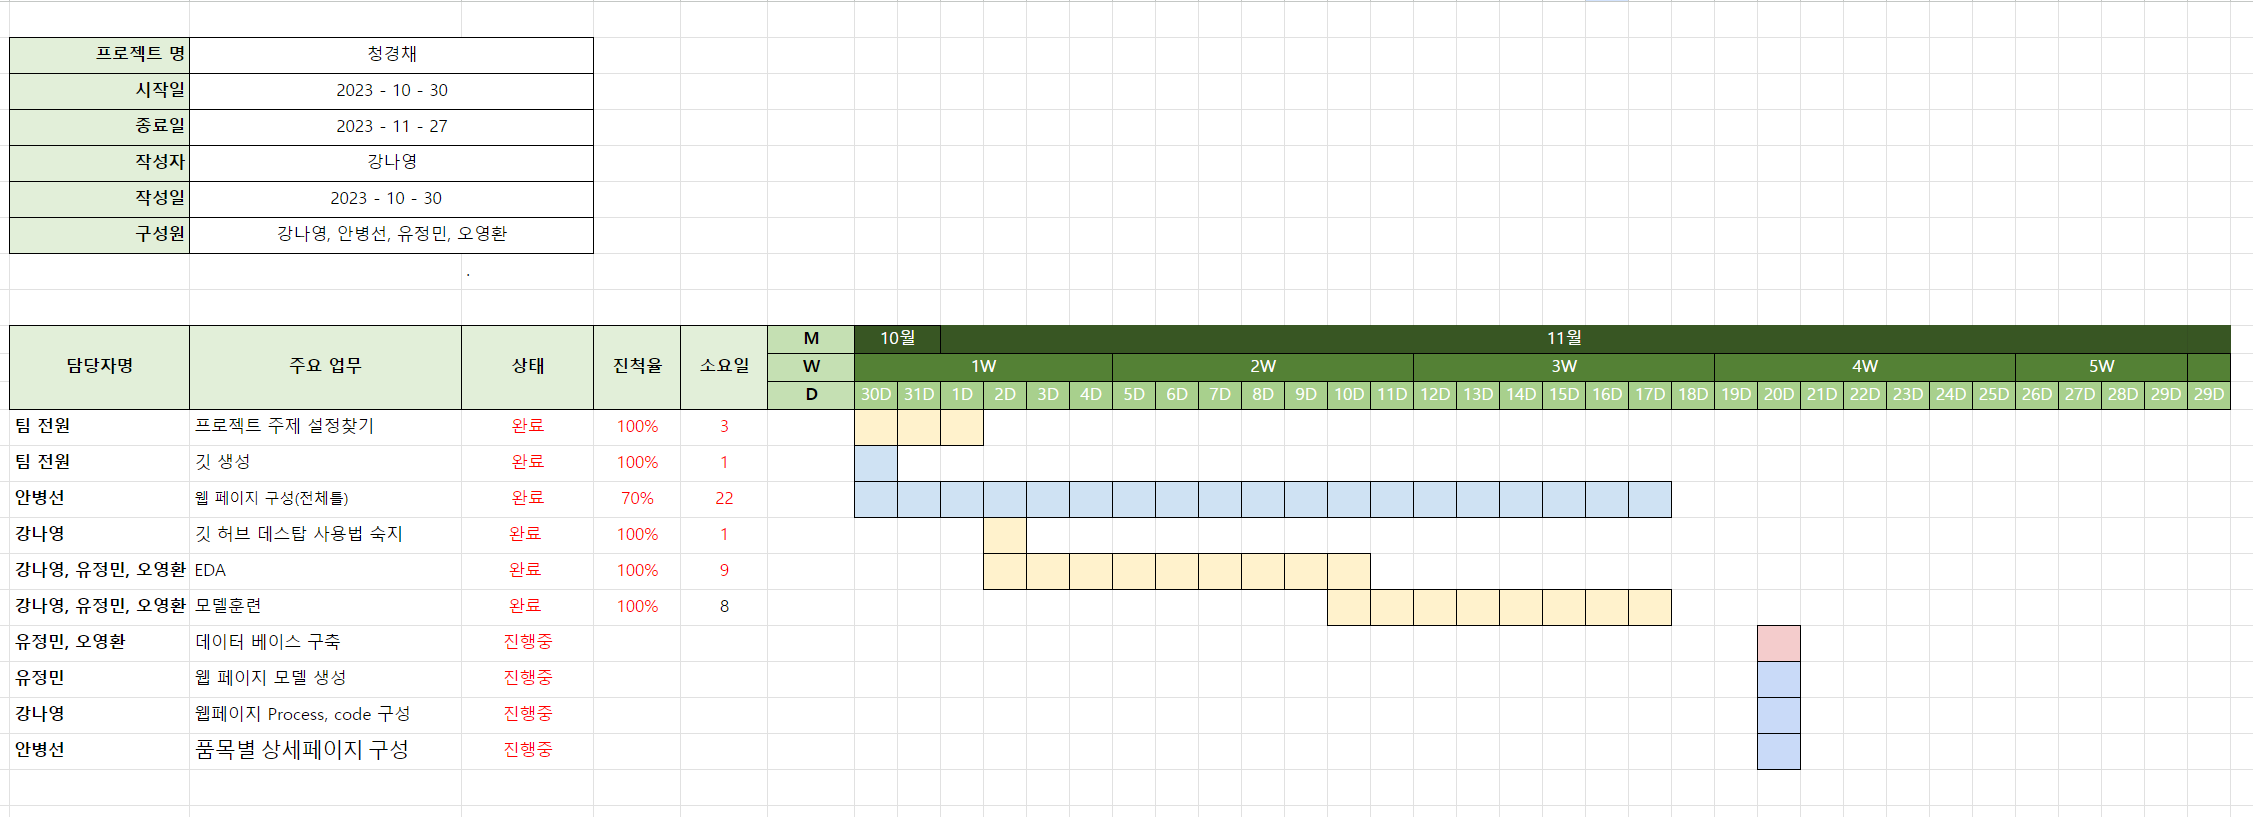 프로젝트 명 청경채
시작일 2023 - 10 - 30
종료일 2023 - 11 - 27
작성자 강나영
작성일 2023 - 10 - 30
구성원 강나영, 안병선, 유정민, 오영환
.
담당자명 주요 업무 상태 진척율 소요일 M 10월 11월
W 1W 2W 3W 4W 5W
D 30D 31D 1D 2D 3D 4D 5D 6D 7D 8D 9D 10D 11D 12D 13D 14D 15D 16D 17D 18D 19D 20D 21D 22D 23D 24D 25D 26D 27D 28D 29D 29D
팀 전원 프로젝트 주제 설정찾기 완료 100% 3
팀 전원 깃 생성 완료 100% 1
안병선 웹 페이지 구성(전체틀) 완료 70% 22
강나영 깃 허브 데스탑 사용법 숙지 완료 100% 1
강나영, 유정민, 오영환 EDA 완료 100% 9
강나영, 유정민, 오영환 모델훈련 완료 100% 8
유정민, 오영환 데이터 베이스 구축 진행중
유정민 웹 페이지 모델 생성 진행중
강나영 웹페이지 Process, code 구성 진행중
안병선 품목별 상세페이지 구성 진행중